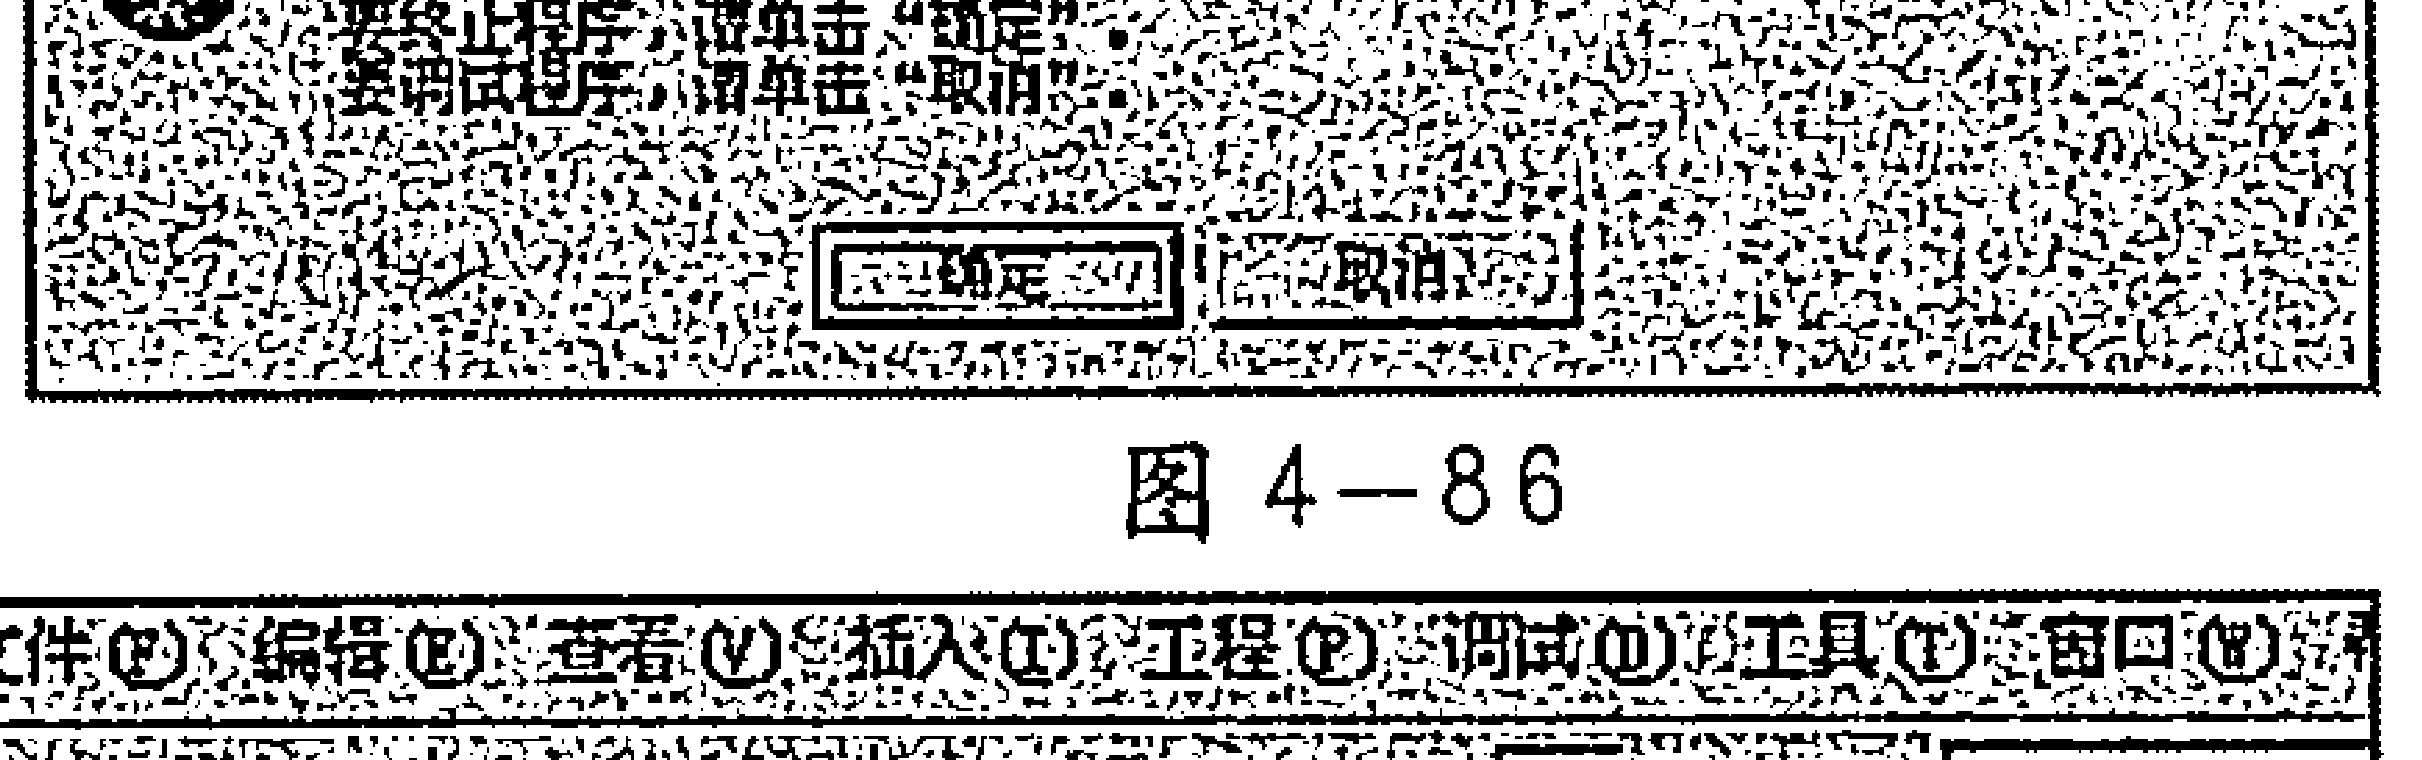 要终止程序，请单击“确定”。
要调试程序，请单击“取消”。
确定 取消
图 4—86
文件(F) 编辑(E) 查看(V) 插入(I) 工程(P) 调试(D) 工具(T) 窗口(W)